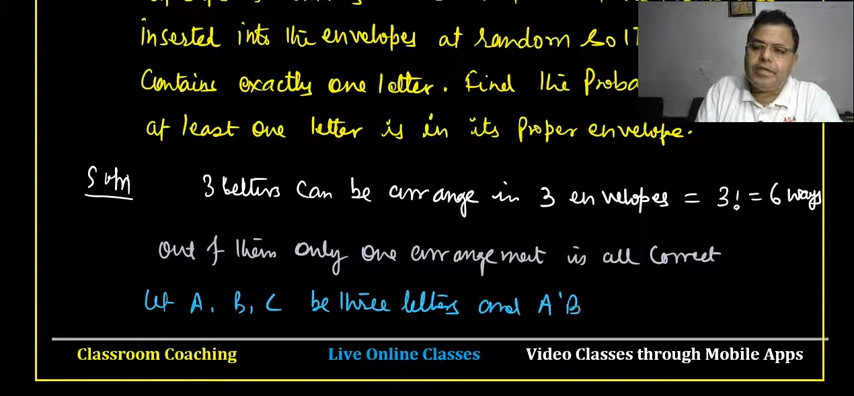 inserted into the envelopes at random so
Contains exactly one letter. Find the Proba
at least one letter is in its proper envelope.
Soln
3 letters can be arrange in 3 envelopes = 3! = 6 ways
out of them only one arrangement is all correct
let A, B, C be three letters and A'B
ASA
Classroom Coaching
Live Online Classes
Video Classes through Mobile Apps